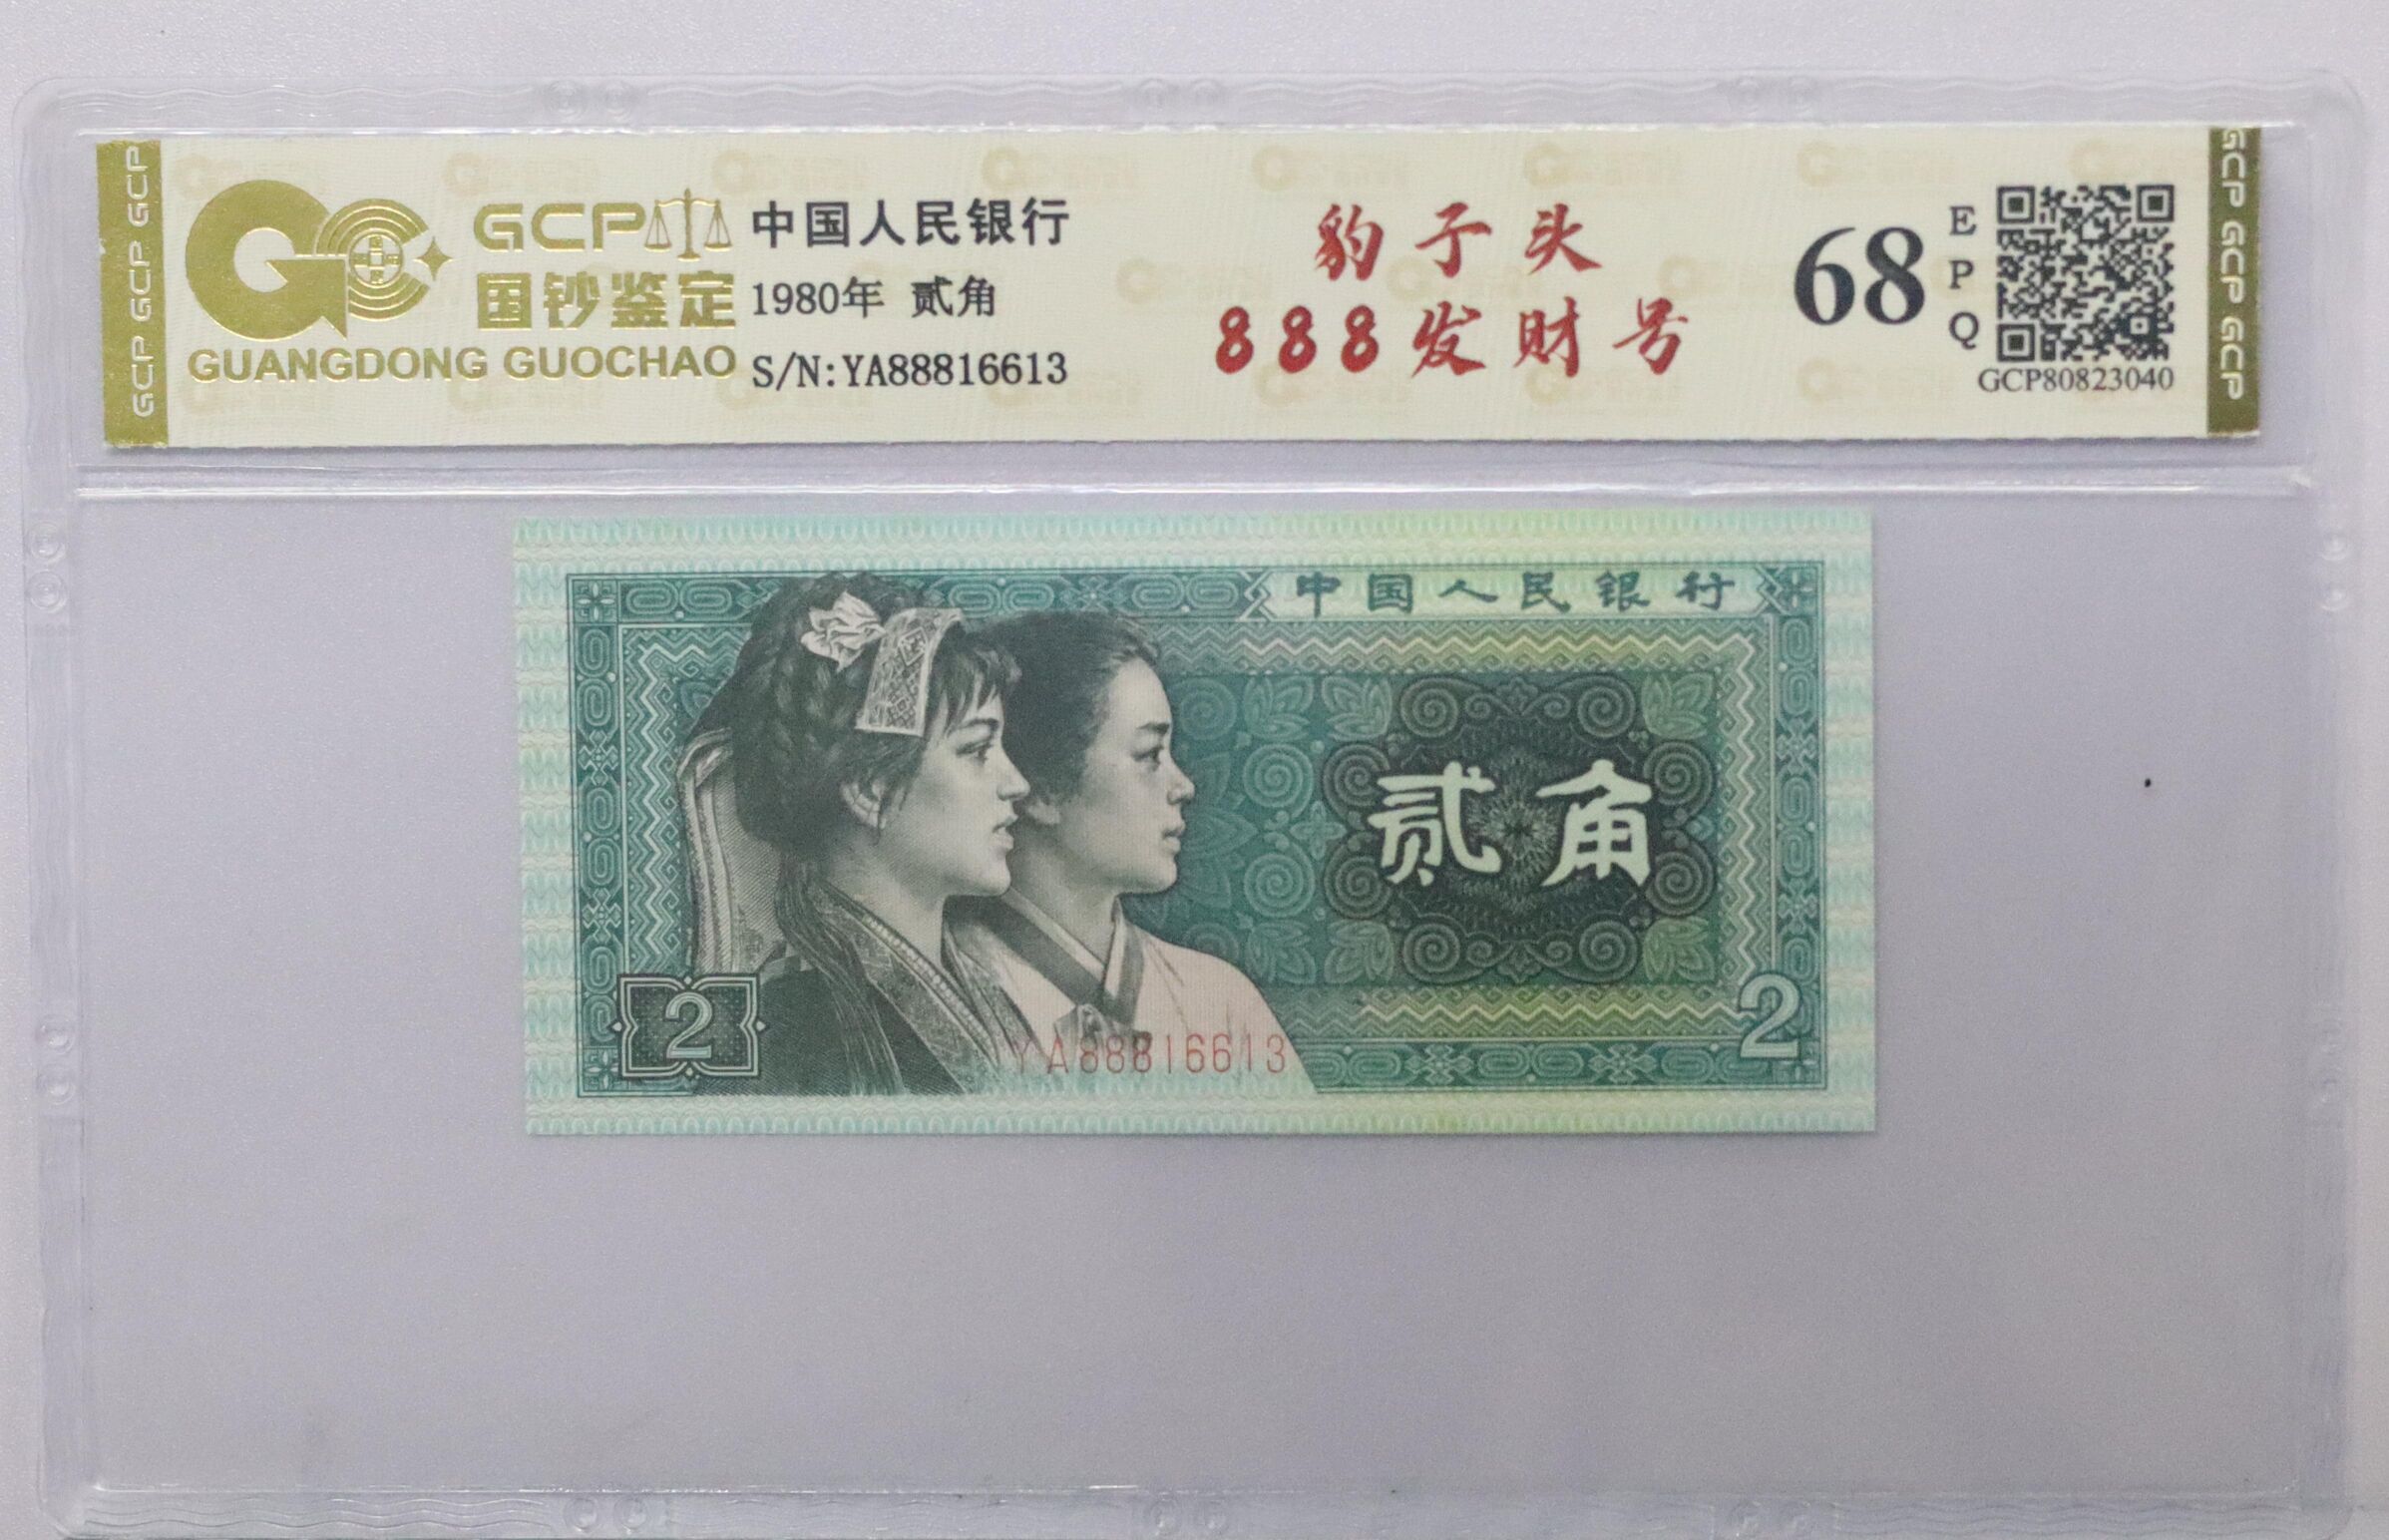 GCP GCP GCP
GCP
国钞鉴定
GUANGDONG GUOCHAO
中国人民银行
1980年 贰角
S/N:YA88816613
豹子头
888发财号
68
EPQ
GCP80823040
GCP GCP GCP
中国人民银行
贰角
2
YA88816613
2